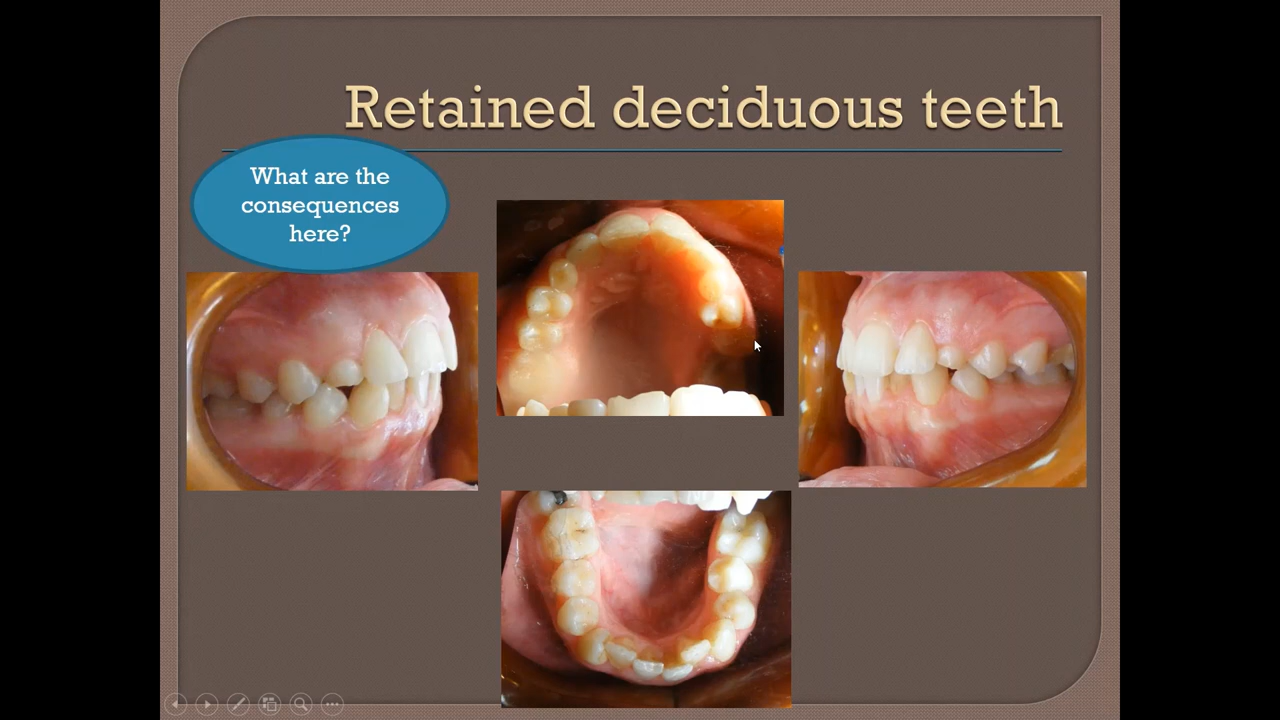 Retained deciduous teeth
What are the
consequences
here?